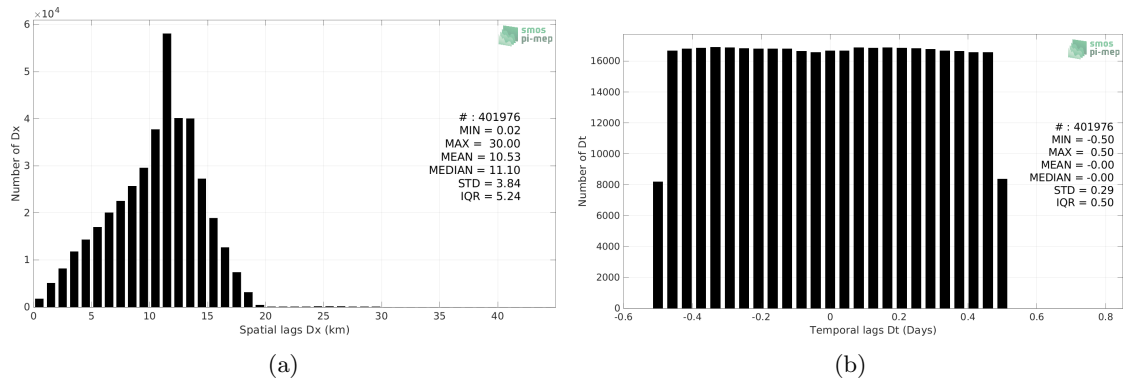 ×10⁴
6
5
4
3
2
1
0
Number of Dx
0 5 10 15 20 25 30 35 40
Spatial lags Dx (km)
smos
pi-mep
# : 401976
MIN = 0.02
MAX = 30.00
MEAN = 10.53
MEDIAN = 11.10
STD = 3.84
IQR = 5.24
(a)
16000
14000
12000
10000
8000
6000
4000
2000
0
Number of Dt
-0.6 -0.4 -0.2 0 0.2 0.4 0.6 0.8
Temporal lags Dt (Days)
smos
pi-mep
# : 401976
MIN = -0.50
MAX = 0.50
MEAN = -0.00
MEDIAN = -0.00
STD = 0.29
IQR = 0.50
(b)